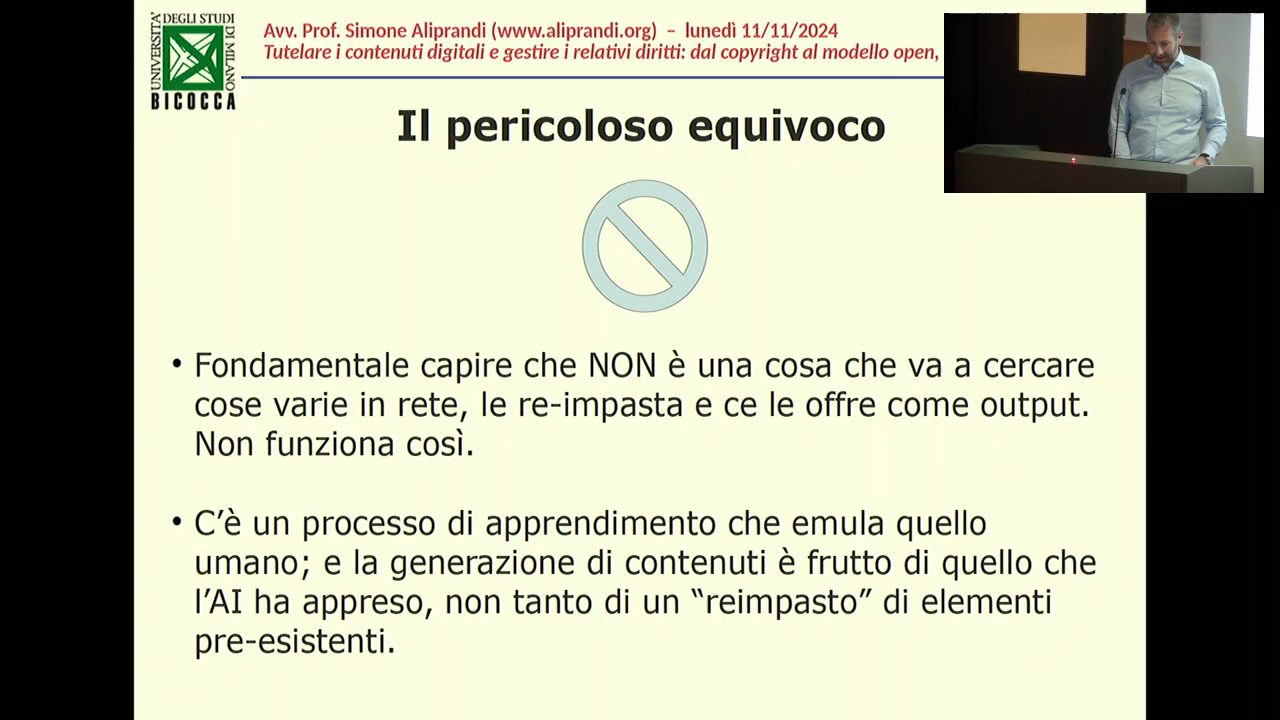 UNIVERSITA' DEGLI STUDI DI MILANO
BICOCCA
Avv. Prof. Simone Aliprandi (www.aliprandi.org) – lunedì 11/11/2024
Tutelare i contenuti digitali e gestire i relativi diritti: dal copyright al modello open,
Il pericoloso equivoco
• Fondamentale capire che NON è una cosa che va a cercare
cose varie in rete, le re-impasta e ce le offre come output.
Non funziona così.
• C’è un processo di apprendimento che emula quello
umano; e la generazione di contenuti è frutto di quello che
l’AI ha appreso, non tanto di un “reimpasto” di elementi
pre-esistenti.